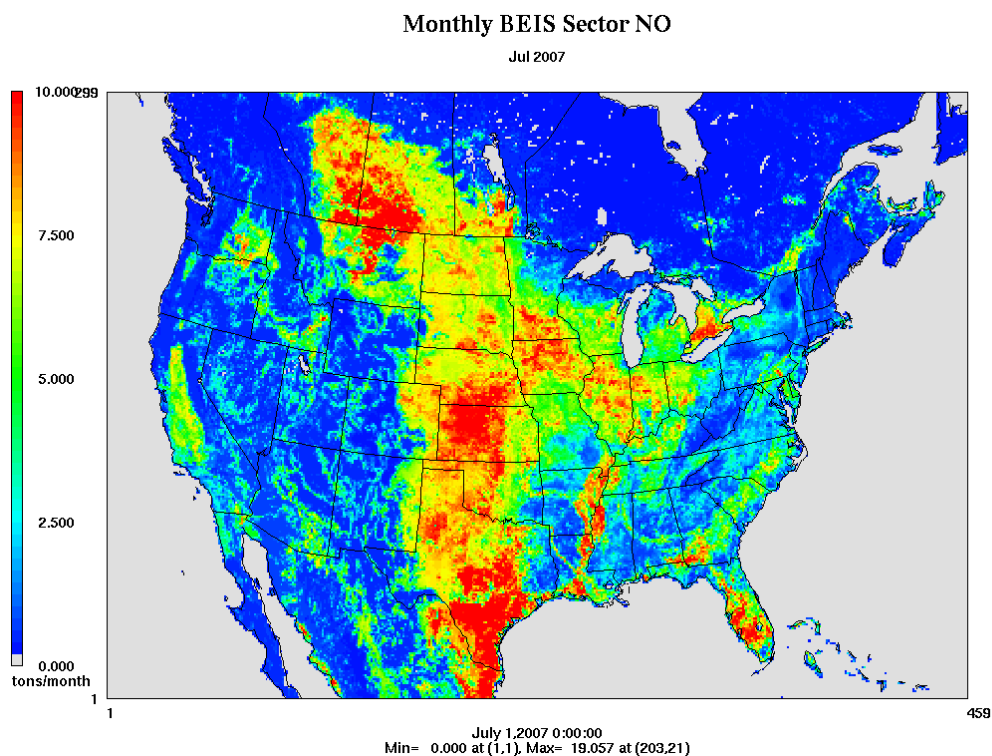 Monthly BEIS Sector NO
Jul 2007
10.000
299
7.500
5.000
2.500
0.000
tons/month
1
1
459
July 1,2007 0:00:00
Min= 0.000 at (1,1), Max= 19.057 at (203,21)